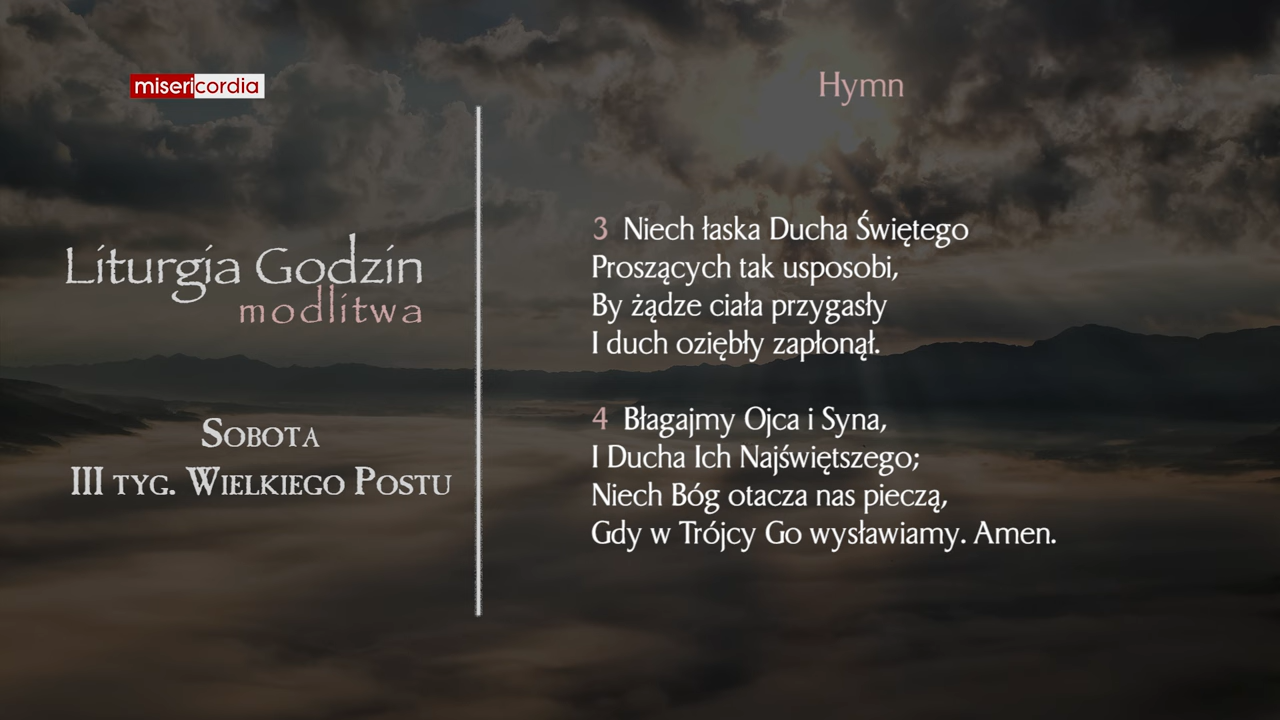 misericordia
Liturgia Godzin
modlitwa
Sobota
III tyg. Wielkiego Postu
Hymn
3 Niech łaska Ducha Świętego
Proszących tak usposobi,
By żądze ciała przygasły
I duch oziębły zapłonął.
4 Błagajmy Ojca i Syna,
I Ducha Ich Najświętszego;
Niech Bóg otacza nas pieczą,
Gdy w Trójcy Go wysławiamy. Amen.